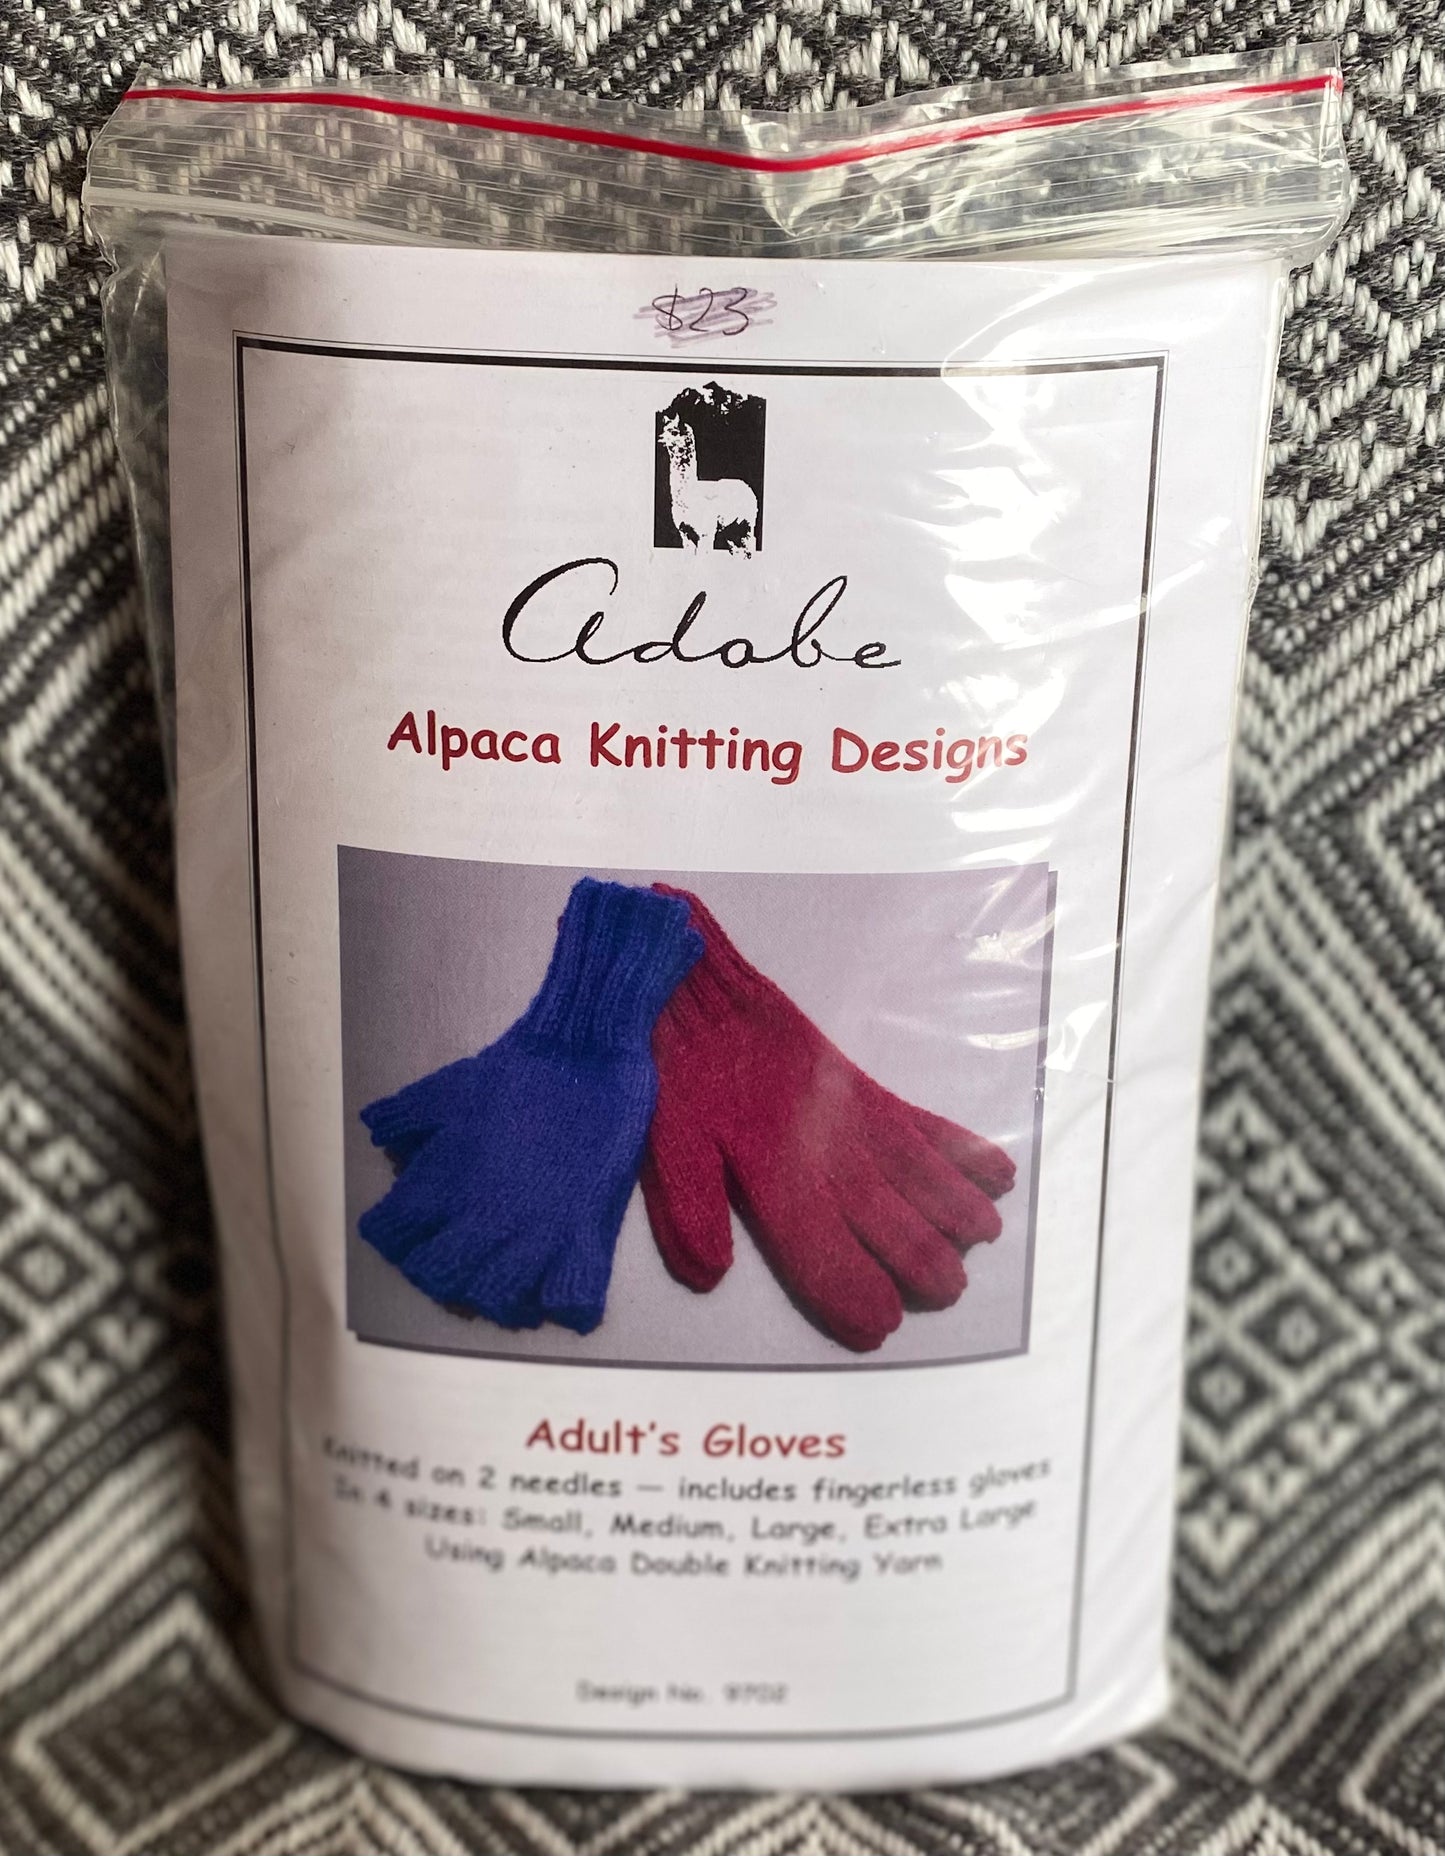 $23
Adobe
Alpaca Knitting Designs
Adult's Gloves
Knitted on 2 needles — includes fingerless gloves
In 4 sizes: Small, Medium, Large, Extra Large
Using Alpaca Double Knitting Yarn
Design No.